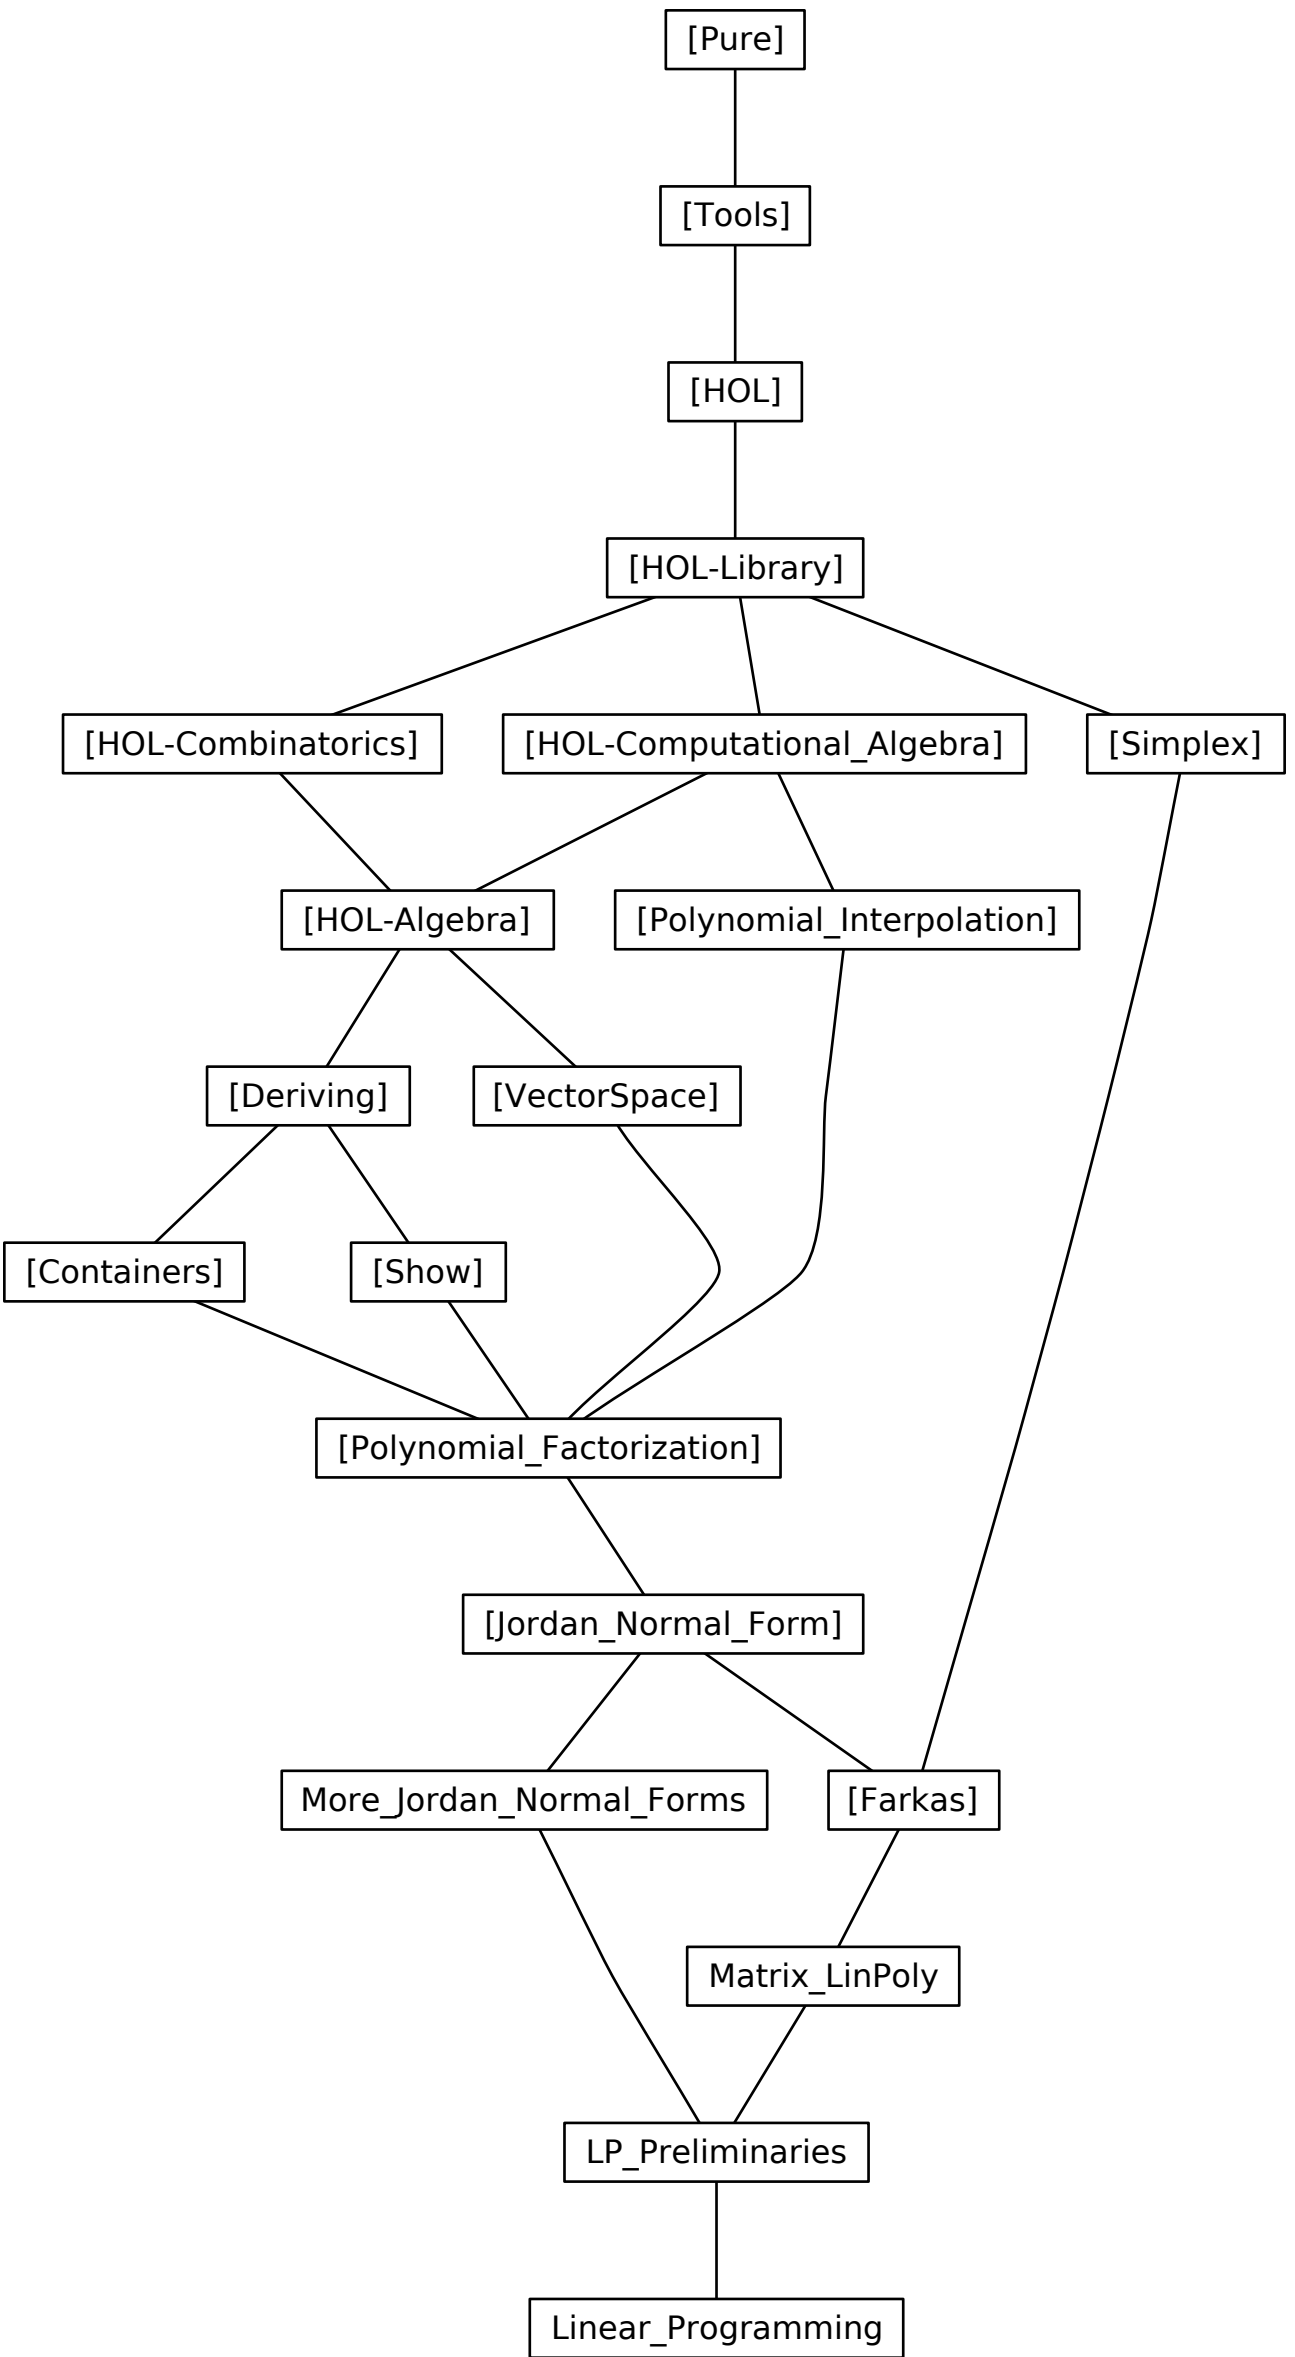 [Pure]
[Tools]
[HOL]
[HOL-Library]
[HOL-Combinatorics]
[HOL-Computational_Algebra]
[Simplex]
[HOL-Algebra]
[Polynomial_Interpolation]
[Deriving]
[VectorSpace]
[Containers]
[Show]
[Polynomial_Factorization]
[Jordan_Normal_Form]
More_Jordan_Normal_Forms
[Farkas]
Matrix_LinPoly
LP_Preliminaries
Linear_Programming